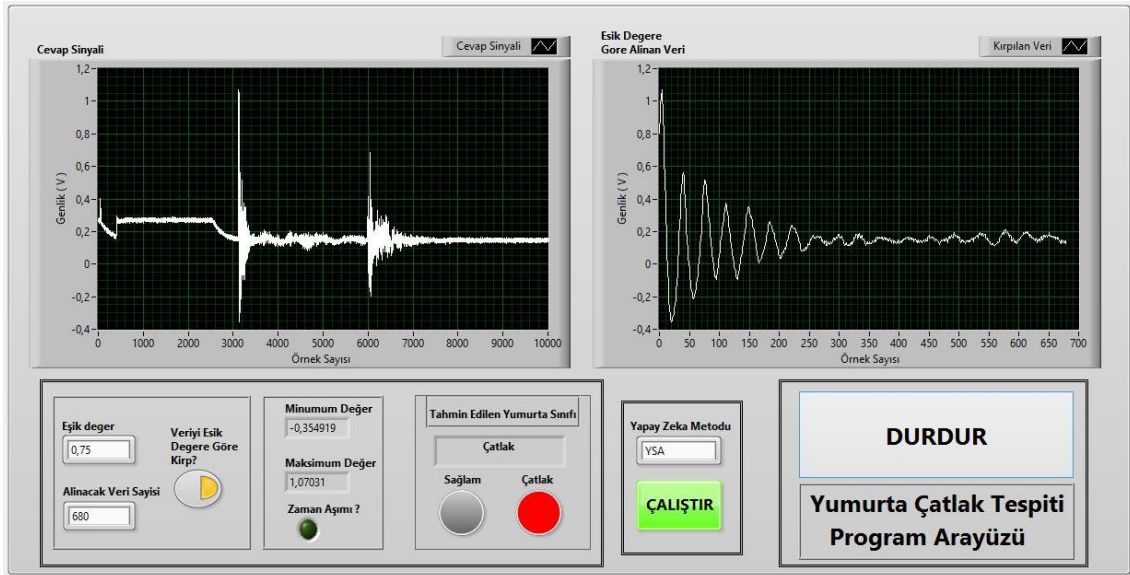 Cevap Sinyali
Cevap Sinyali
Genlik ( V )
1,2
1
0,8
0,6
0,4
0,2
0
-0,2
-0,4
0 1000 2000 3000 4000 5000 6000 7000 8000 9000 10000
Örnek Sayısı
Esik Degere
Gore Alinan Veri
Kırpılan Veri
Genlik ( V )
1,2
1
0,8
0,6
0,4
0,2
0
-0,2
-0,4
0 50 100 150 200 250 300 350 400 450 500 550 600 650 700
Örnek Sayısı
Eşik deger
0,75
Alinacak Veri Sayisi
680
Veriyi Esik
Degere Göre
Kirp?
Minumum Değer
-0,354919
Maksimum Değer
1,07031
Zaman Aşımı ?
Tahmin Edilen Yumurta Sınıfı
Çatlak
Sağlam Çatlak
Yapay Zeka Metodu
YSA
ÇALIŞTIR
DURDUR
Yumurta Çatlak Tespiti
Program Arayüzü